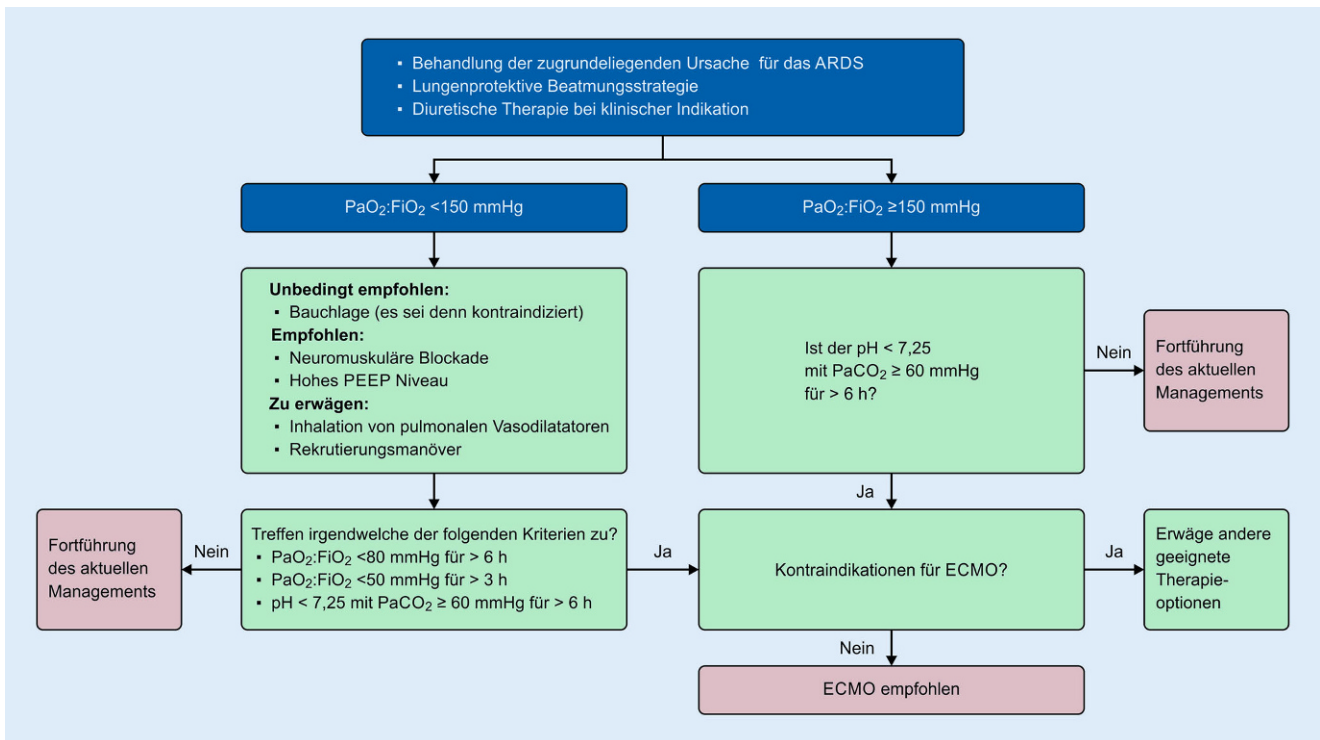 ▪ Behandlung der zugrundeliegenden Ursache für das ARDS
▪ Lungenprotektive Beatmungsstrategie
▪ Diuretische Therapie bei klinischer Indikation
PaO₂:FiO₂ <150 mmHg
PaO₂:FiO₂ ≥150 mmHg
Unbedingt empfohlen:
▪ Bauchlage (es sei denn kontraindiziert)
Empfohlen:
▪ Neuromuskuläre Blockade
▪ Hohes PEEP Niveau
Zu erwägen:
▪ Inhalation von pulmonalen Vasodilatatoren
▪ Rekrutierungsmanöver
Ist der pH < 7,25
mit PaCO₂ ≥ 60 mmHg
für > 6 h?
Nein
Fortführung
des aktuellen
Managements
Ja
Fortführung
des aktuellen
Managements
Nein
Treffen irgendwelche der folgenden Kriterien zu?
▪ PaO₂:FiO₂ <80 mmHg für > 6 h
▪ PaO₂:FiO₂ <50 mmHg für > 3 h
▪ pH < 7,25 mit PaCO₂ ≥ 60 mmHg für > 6 h
Ja
Kontraindikationen für ECMO?
Ja
Erwäge andere
geeignete
Therapie-
optionen
Nein
ECMO empfohlen